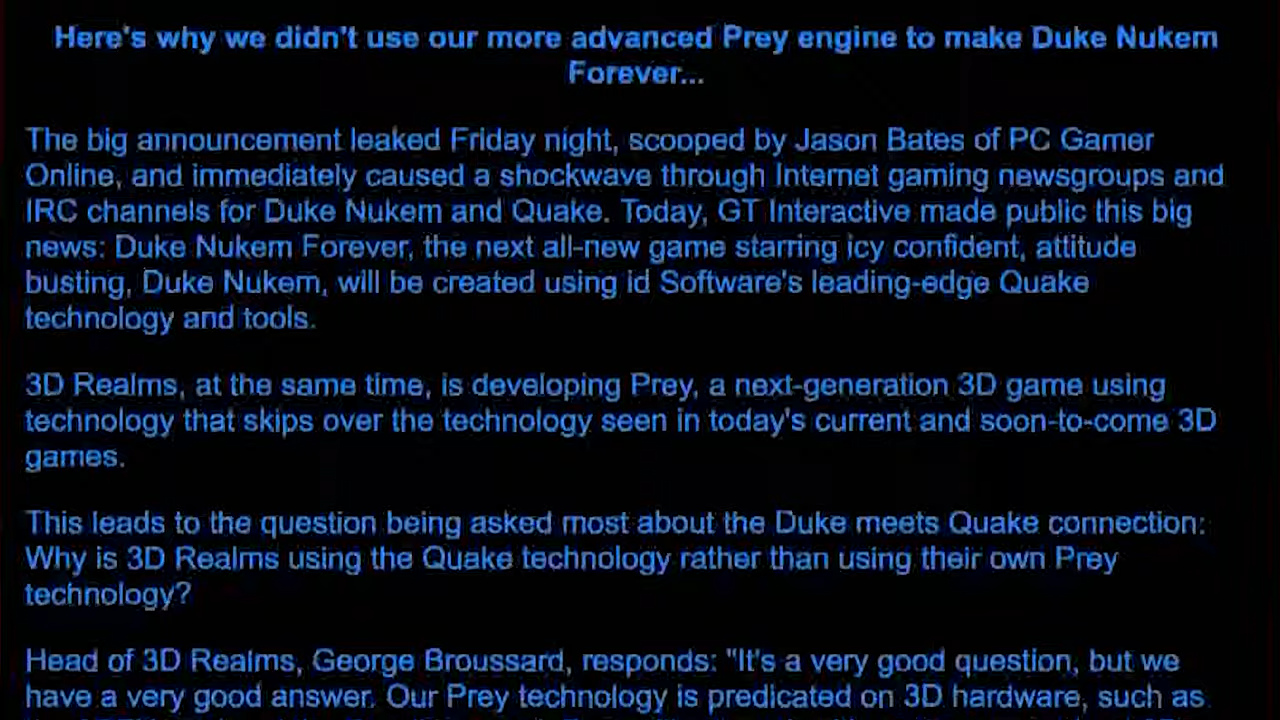 Here's why we didn't use our more advanced Prey engine to make Duke Nukem
Forever...
The big announcement leaked Friday night, scooped by Jason Bates of PC Gamer
Online, and immediately caused a shockwave through Internet gaming newsgroups and
IRC channels for Duke Nukem and Quake. Today, GT Interactive made public this big
news: Duke Nukem Forever, the next all-new game starring icy confident, attitude
busting, Duke Nukem, will be created using id Software's leading-edge Quake
technology and tools.
3D Realms, at the same time, is developing Prey, a next-generation 3D game using
technology that skips over the technology seen in today's current and soon-to-come 3D
games.
This leads to the question being asked most about the Duke meets Quake connection:
Why is 3D Realms using the Quake technology rather than using their own Prey
technology?
Head of 3D Realms, George Broussard, responds: "It's a very good question, but we
have a very good answer. Our Prey technology is predicated on 3D hardware, such as